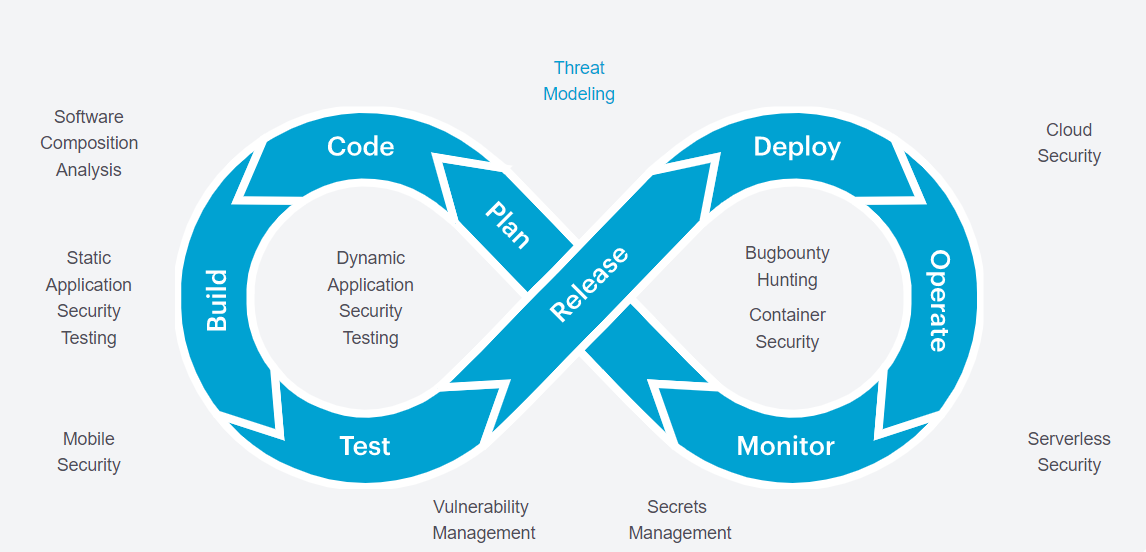 Threat
Modeling
Software
Composition
Analysis
Code
Deploy
Cloud
Security
Plan
Release
Static
Application
Security
Testing
Build
Dynamic
Application
Security
Testing
Bugbounty
Hunting
Container
Security
Operate
Mobile
Security
Test
Monitor
Serverless
Security
Vulnerability
Management
Secrets
Management